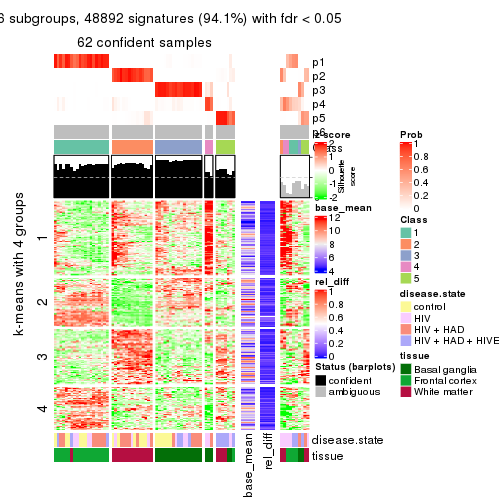 6 subgroups, 48892 signatures (94.1%) with fdr < 0.05
62 confident samples
p1
p2
p3
p4
p5
p6
Class
k-means with 4 groups
1
2
3
4
Silhouette
score
z-score
2
1
0
-1
-2
base_mean
12
10
8
6
4
rel_diff
1
0.8
0.6
0.4
0.2
0
Status (barplots)
confident
ambiguous
Prob
1
0.8
0.6
0.4
0.2
0
Class
1
2
3
4
5
disease.state
control
HIV
HIV + HAD
HIV + HAD + HIVE
tissue
Basal ganglia
Frontal cortex
White matter
disease.state
tissue
base_mean
rel_diff